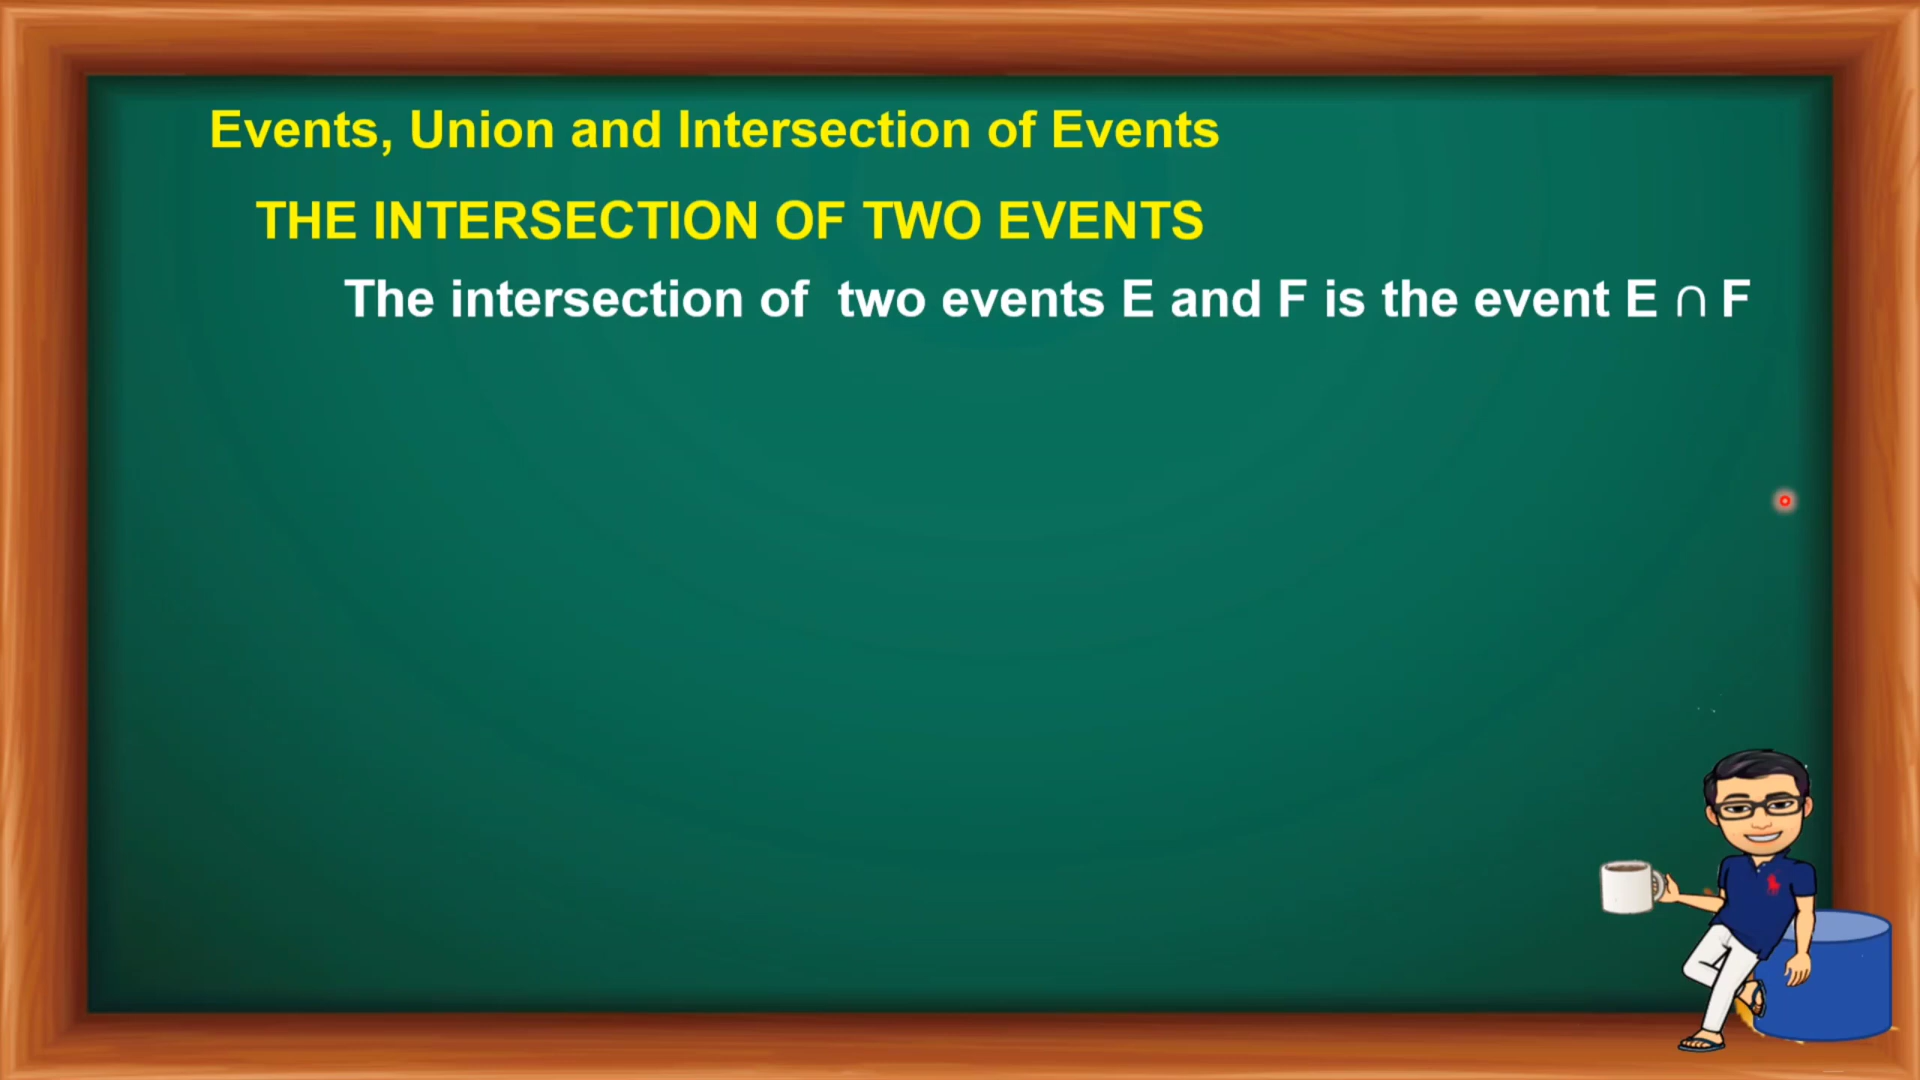 Events, Union and Intersection of Events
THE INTERSECTION OF TWO EVENTS
The intersection of two events E and F is the event E ∩ F